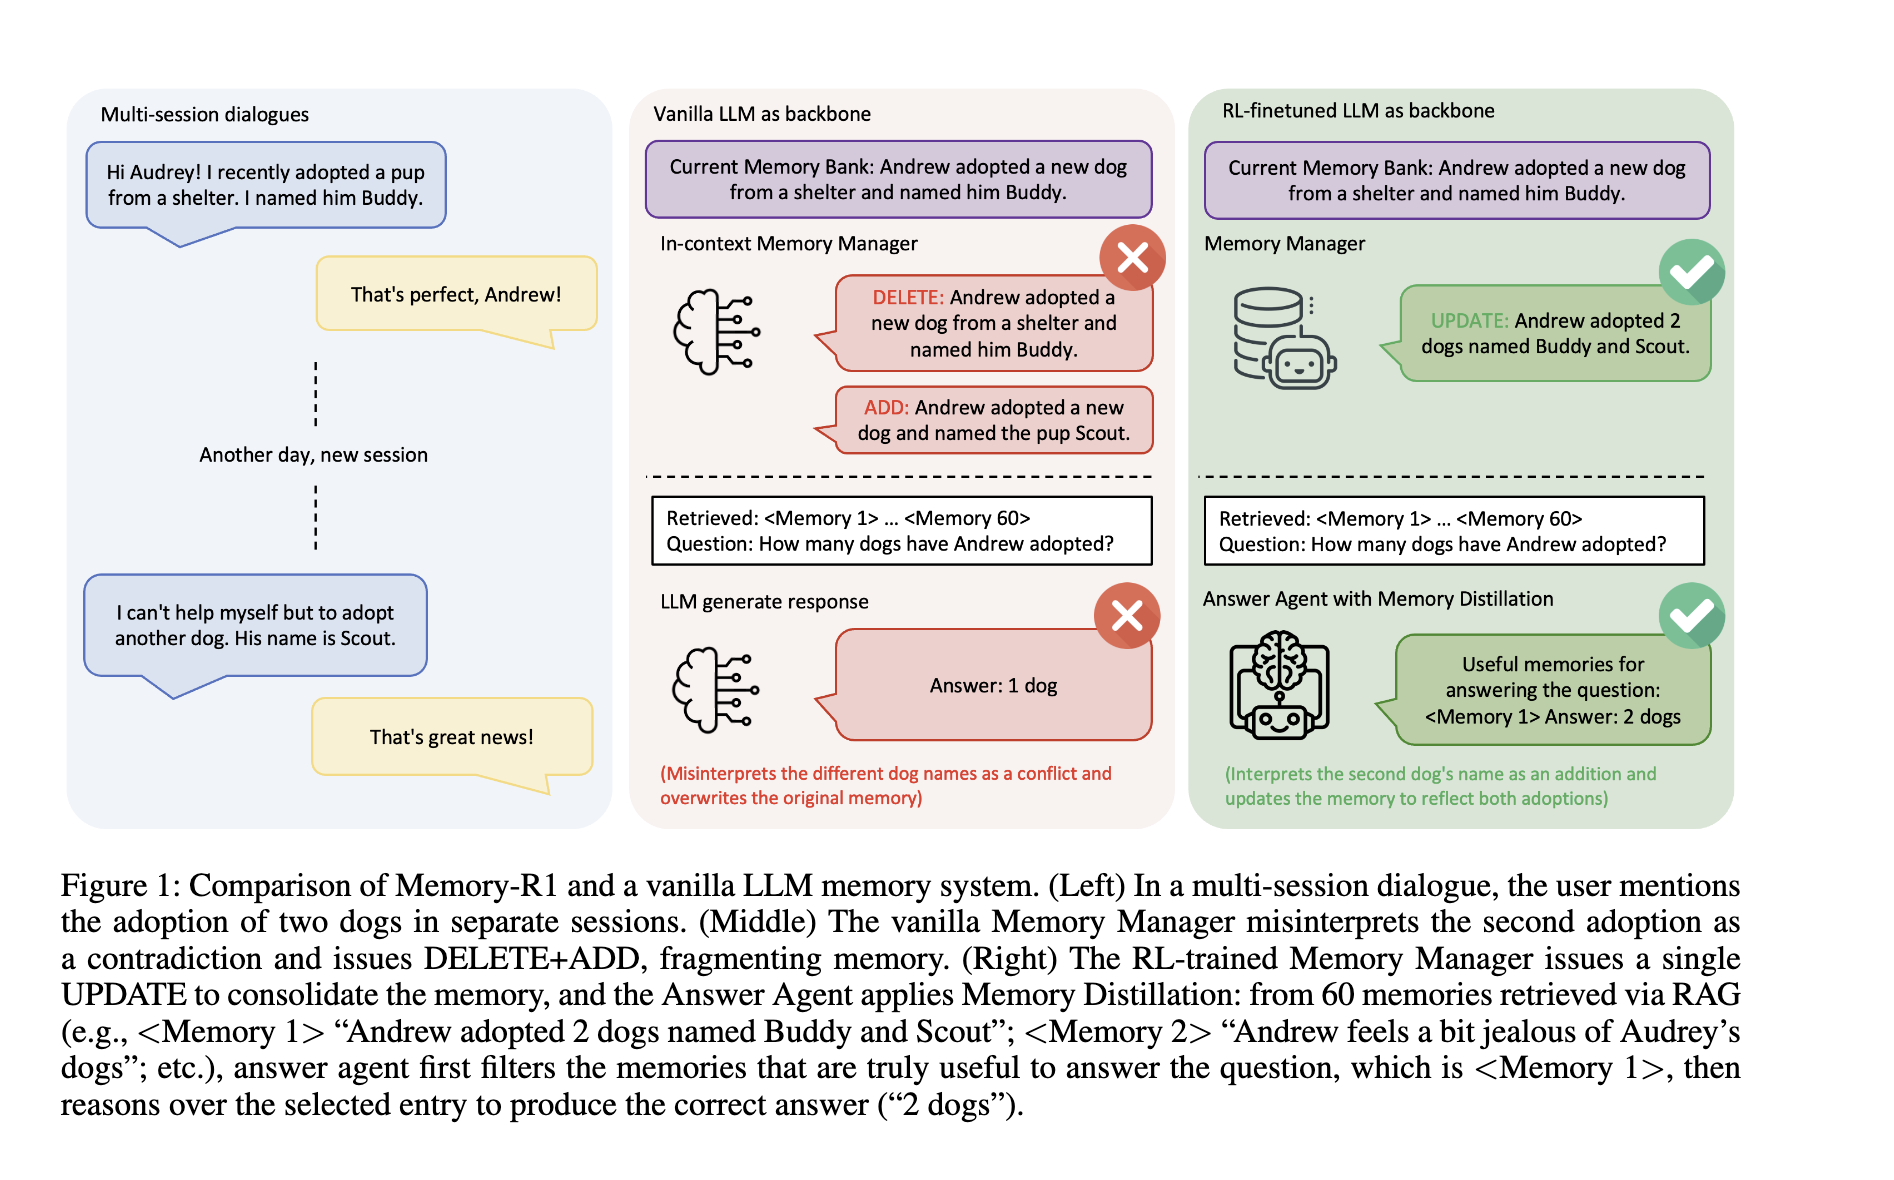 Multi-session dialogues
Hi Audrey! I recently adopted a pup
from a shelter. I named him Buddy.
That's perfect, Andrew!
Another day, new session
I can't help myself but to adopt
another dog. His name is Scout.
That's great news!
Vanilla LLM as backbone
Current Memory Bank: Andrew adopted a new dog
from a shelter and named him Buddy.
In-context Memory Manager
DELETE: Andrew adopted a
new dog from a shelter and
named him Buddy.
ADD: Andrew adopted a new
dog and named the pup Scout.
Retrieved: <Memory 1> ... <Memory 60>
Question: How many dogs have Andrew adopted?
LLM generate response
Answer: 1 dog
(Misinterprets the different dog names as a conflict and
overwrites the original memory)
RL-finetuned LLM as backbone
Current Memory Bank: Andrew adopted a new dog
from a shelter and named him Buddy.
Memory Manager
UPDATE: Andrew adopted 2
dogs named Buddy and Scout.
Retrieved: <Memory 1> ... <Memory 60>
Question: How many dogs have Andrew adopted?
Answer Agent with Memory Distillation
Useful memories for
answering the question:
<Memory 1> Answer: 2 dogs
(Interprets the second dog's name as an addition and
updates the memory to reflect both adoptions)
Figure 1: Comparison of Memory-R1 and a vanilla LLM memory system. (Left) In a multi-session dialogue, the user mentions
the adoption of two dogs in separate sessions. (Middle) The vanilla Memory Manager misinterprets the second adoption as
a contradiction and issues DELETE+ADD, fragmenting memory. (Right) The RL-trained Memory Manager issues a single
UPDATE to consolidate the memory, and the Answer Agent applies Memory Distillation: from 60 memories retrieved via RAG
(e.g., <Memory 1> “Andrew adopted 2 dogs named Buddy and Scout”; <Memory 2> “Andrew feels a bit jealous of Audrey’s
dogs”; etc.), answer agent first filters the memories that are truly useful to answer the question, which is <Memory 1>, then
reasons over the selected entry to produce the correct answer (“2 dogs”).